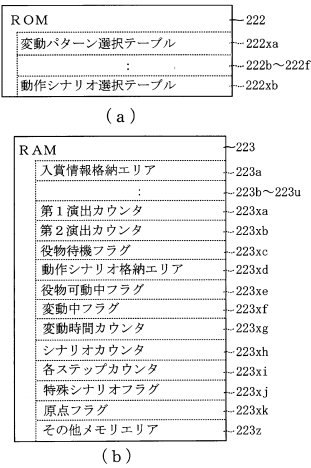 ROM 222
変動パターン選択テーブル 222xa
： 222b～222f
動作シナリオ選択テーブル 222xb
(a)
RAM 223
入賞情報格納エリア 223a
： 223b～223u
第1演出カウンタ 223xa
第2演出カウンタ 223xb
役物待機フラグ 223xc
動作シナリオ格納エリア 223xd
役物可動中フラグ 223xe
変動中フラグ 223xf
変動時間カウンタ 223xg
シナリオカウンタ 223xh
各ステップカウンタ 223xi
特殊シナリオフラグ 223xj
原点フラグ 223xk
その他メモリエリア 223z
(b)